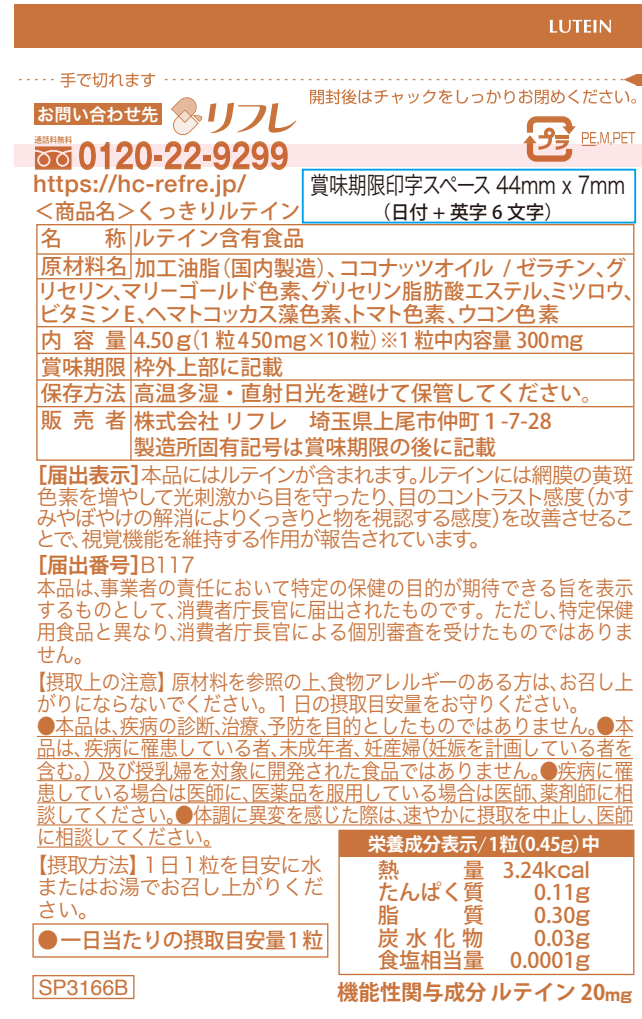 LUTEIN
手で切れます
開封後はチャックをしっかりお閉めください。
お問い合わせ先 リフレ
プラ PE,M,PET
通話料無料
0120-22-9299
https://hc-refre.jp/
賞味期限印字スペース 44mm x 7mm
（日付 + 英字 6 文字）
＜商品名＞くっきりルテイン
名　称 ルテイン含有食品
原材料名 加工油脂（国内製造）、ココナッツオイル / ゼラチン、グ
リセリン、マリーゴールド色素、グリセリン脂肪酸エステル、ミツロウ、
ビタミンE、ヘマトコッカス藻色素、トマト色素、ウコン色素
内 容 量 4.50g（1粒450mg×10粒）※1粒中内容量 300mg
賞味期限 枠外上部に記載
保存方法 高温多湿・直射日光を避けて保管してください。
販 売 者 株式会社 リフレ　埼玉県上尾市仲町 1 -7-28
製造所固有記号は賞味期限の後に記載
［届出表示］本品にはルテインが含まれます。ルテインには網膜の黄斑
色素を増やして光刺激から目を守ったり、目のコントラスト感度（かす
みやぼやけの解消によりくっきりと物を視認する感度）を改善させるこ
とで、視覚機能を維持する作用が報告されています。
［届出番号］B117
本品は、事業者の責任において特定の保健の目的が期待できる旨を表示
するものとして、消費者庁長官に届出されたものです。ただし、特定保健
用食品と異なり、消費者庁長官による個別審査を受けたものではありま
せん。
【摂取上の注意】原材料を参照の上、食物アレルギーのある方は、お召し上
がりにならないでください。1日の摂取目安量をお守りください。
●本品は、疾病の診断、治療、予防を目的としたものではありません。●本
品は、疾病に罹患している者、未成年者、妊産婦（妊娠を計画している者を
含む。）及び授乳婦を対象に開発された食品ではありません。●疾病に罹
患している場合は医師に、医薬品を服用している場合は医師、薬剤師に相
談してください。●体調に異変を感じた際は、速やかに摂取を中止し、医師
に相談してください。
【摂取方法】1日1粒を目安に水
またはお湯でお召し上がりくだ
さい。
●一日当たりの摂取目安量1粒
SP3166B
栄養成分表示/1粒（0.45g）中
熱　量 3.24kcal
たんぱく質 0.11g
脂　質 0.30g
炭水化物 0.03g
食塩相当量 0.0001g
機能性関与成分 ルテイン 20mg